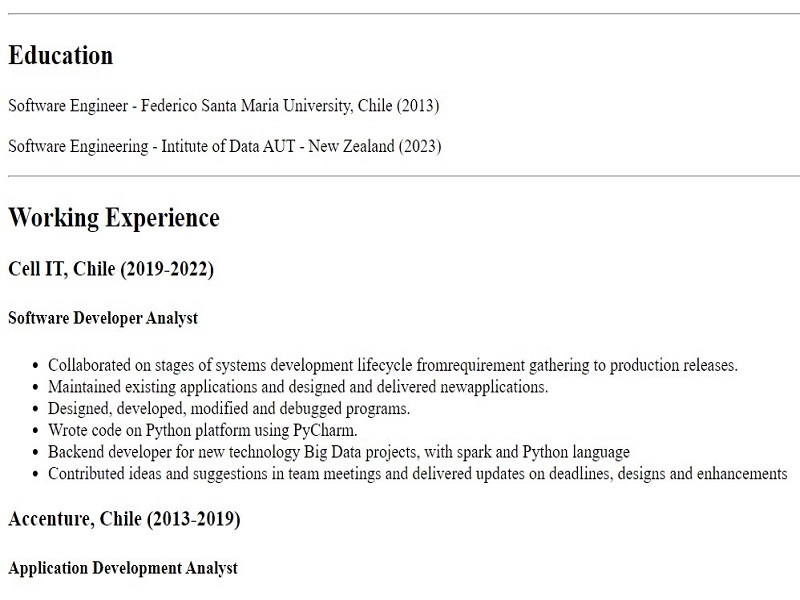 Education
Software Engineer - Federico Santa Maria University, Chile (2013)
Software Engineering - Intitute of Data AUT - New Zealand (2023)
Working Experience
Cell IT, Chile (2019-2022)
Software Developer Analyst
• Collaborated on stages of systems development lifecycle fromrequirement gathering to production releases.
• Maintained existing applications and designed and delivered newapplications.
• Designed, developed, modified and debugged programs.
• Wrote code on Python platform using PyCharm.
• Backend developer for new technology Big Data projects, with spark and Python language
• Contributed ideas and suggestions in team meetings and delivered updates on deadlines, designs and enhancements
Accenture, Chile (2013-2019)
Application Development Analyst